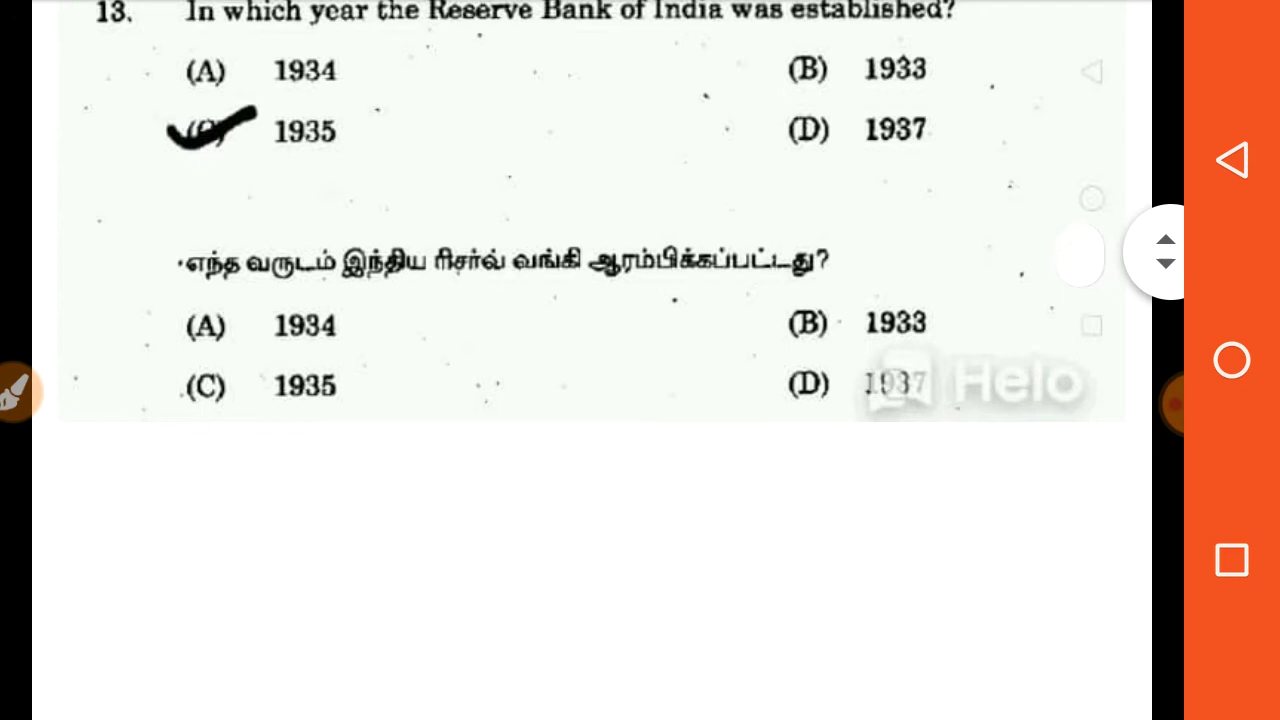 13. In which year the Reserve Bank of India was established?
(A) 1934 (B) 1933
(C) 1935 (D) 1937
எந்த வருடம் இந்திய ரிசர்வ் வங்கி ஆரம்பிக்கப்பட்டது?
(A) 1934 (B) 1933
(C) 1935 (D) 1937
Helo